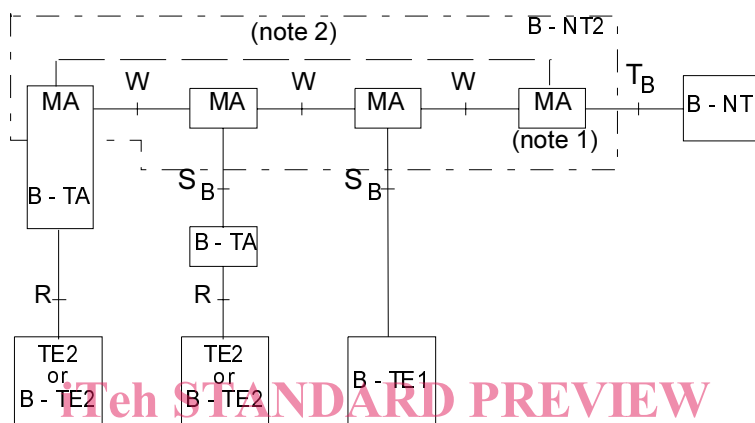 (note 2)
B - NT2
W
W
W
T B
MA
MA
MA
MA
B - NT
(note 1)
S B
S B
B - TA
B - TA
R
R
TE2
or
B - TE2
TE2
or
B - TE2
B - TE1
iTeh STANDARD PREVIEW